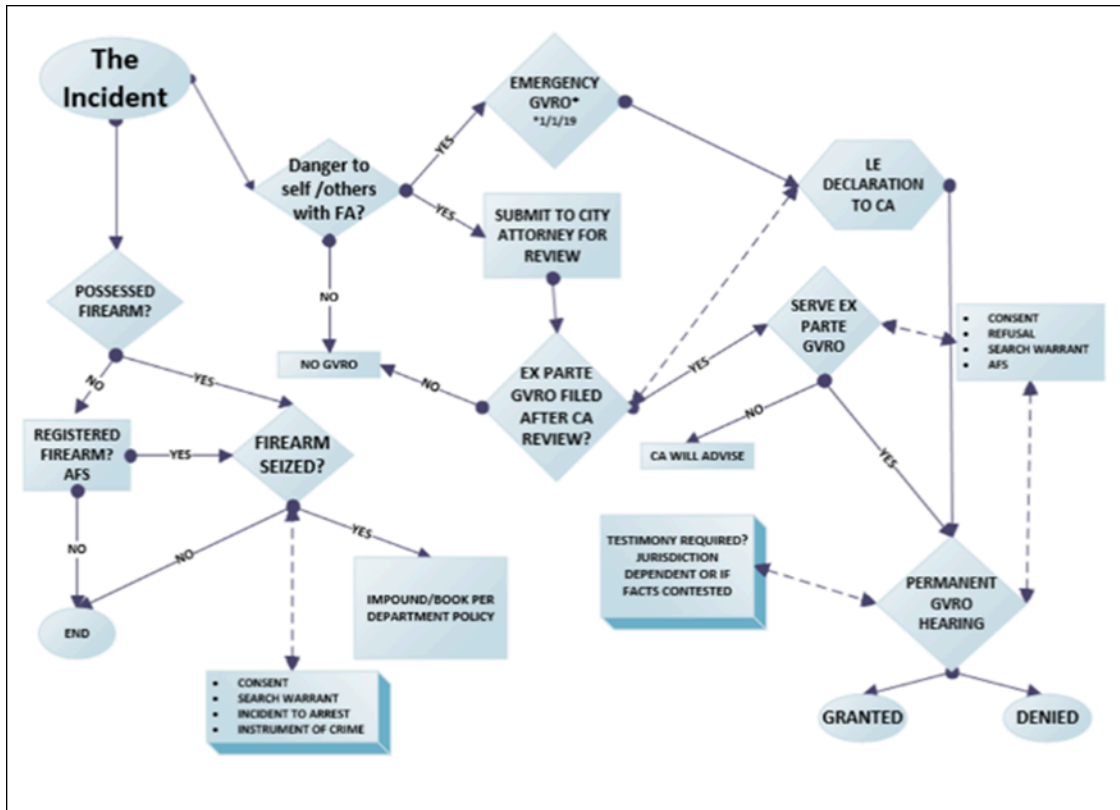 The
Incident
EMERGENCY
GVRO*
*1/1/19
YES
Danger to
self /others
with FA?
YES
SUBMIT TO CITY
ATTORNEY FOR
REVIEW
LE
DECLARATION
TO CA
NO
POSSESSED
FIREARM?
SERVE EX
PARTE
GVRO
• CONSENT
• REFUSAL
• SEARCH WARRANT
• AFS
NO GVRO
NO
EX PARTE
GVRO FILED
AFTER CA
REVIEW?
YES
NO
YES
NO
CA WILL ADVISE
YES
REGISTERED
FIREARM?
AFS
YES
FIREARM
SEIZED?
NO
NO
YES
IMPOUND/BOOK PER
DEPARTMENT POLICY
END
TESTIMONY REQUIRED?
JURISDICTION
DEPENDENT OR IF
FACTS CONTESTED
PERMANENT
GVRO
HEARING
• CONSENT
• SEARCH WARRANT
• INCIDENT TO ARREST
• INSTRUMENT OF CRIME
GRANTED
DENIED